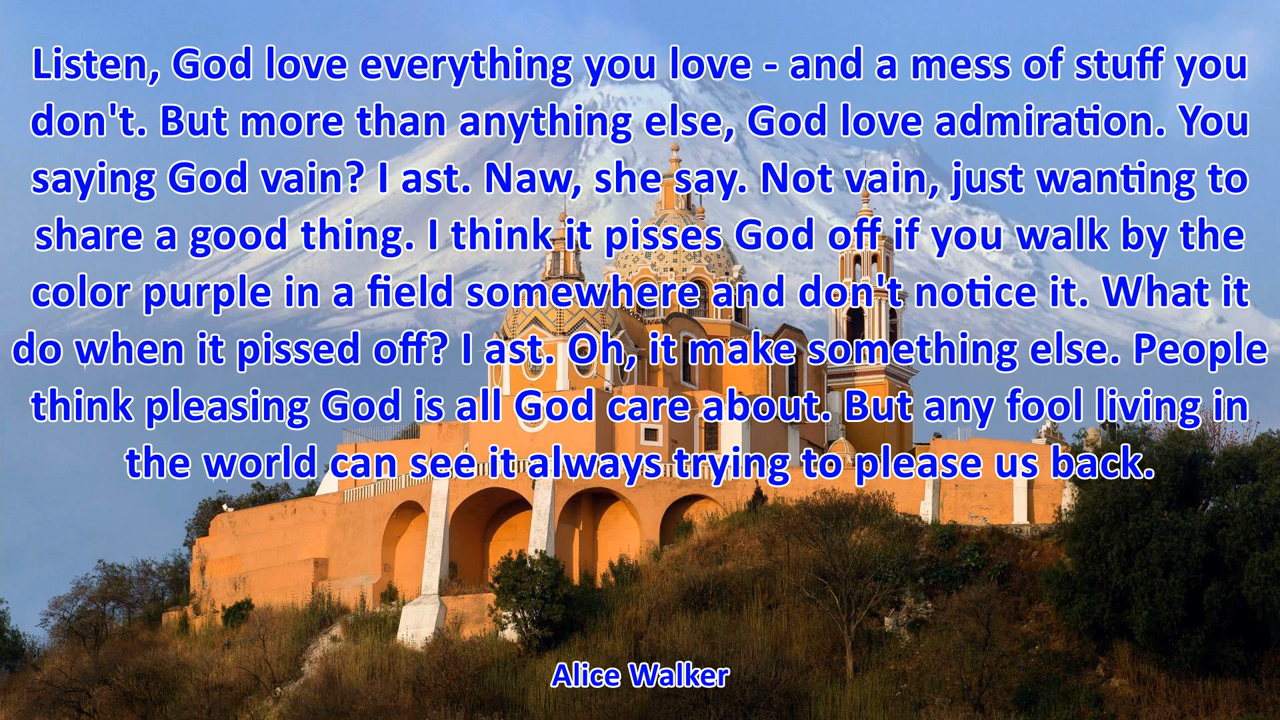 Listen, God love everything you love - and a mess of stuff you
don't. But more than anything else, God love admiration. You
saying God vain? I ast. Naw, she say. Not vain, just wanting to
share a good thing. I think it pisses God off if you walk by the
color purple in a field somewhere and don't notice it. What it
do when it pissed off? I ast. Oh, it make something else. People
think pleasing God is all God care about. But any fool living in
the world can see it always trying to please us back.
Alice Walker